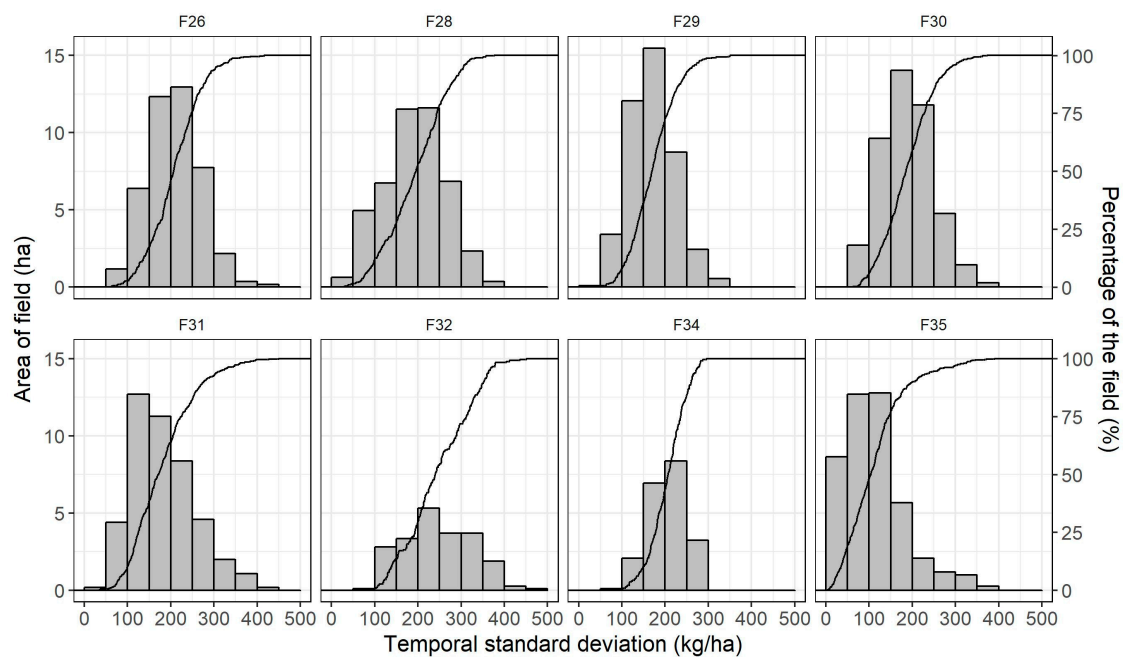 F26 F28 F29 F30
15 100
75
10
50
5
25
0 0
F31 F32 F34 F35
15 100
75
10
50
5
25
0 0
0 100 200 300 400 500 0 100 200 300 400 500 0 100 200 300 400 500 0 100 200 300 400 500
Temporal standard deviation (kg/ha)
Area of field (ha)
Percentage of the field (%)